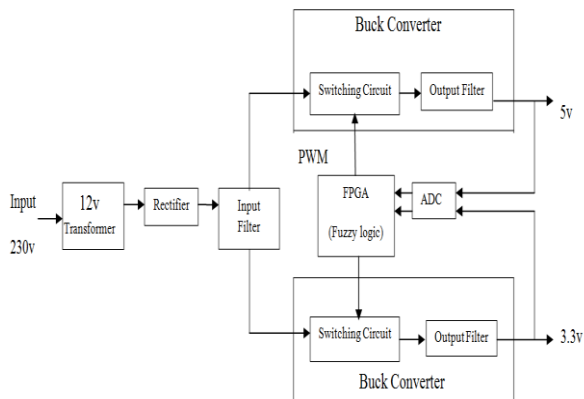 Buck Converter
Switching Circuit
Output Filter
5v
PWM
Input
230v
12v
Transformer
Rectifier
Input
Filter
FPGA
(Fuzzy logic)
ADC
Switching Circuit
Output Filter
3.3v
Buck Converter